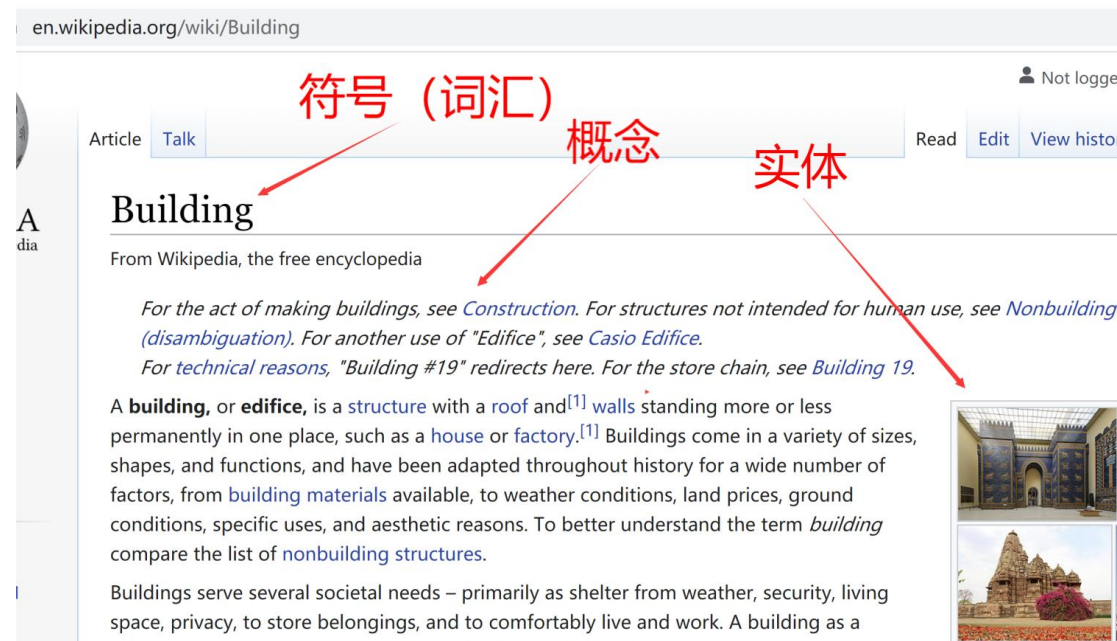 en.wikipedia.org/wiki/Building
符号（词汇）
Not logge
概念
Article Talk
Read Edit View histor
实体
A
Building
dia
From Wikipedia, the free encyclopedia
For the act of making buildings, see Construction. For structures not intended for human use, see Nonbuilding
(disambiguation). For another use of "Edifice", see Casio Edifice.
For technical reasons, "Building #19" redirects here. For the store chain, see Building 19.
A building, or edifice, is a structure with a roof and[1] walls standing more or less
permanently in one place, such as a house or factory.[1] Buildings come in a variety of sizes,
shapes, and functions, and have been adapted throughout history for a wide number of
factors, from building materials available, to weather conditions, land prices, ground
conditions, specific uses, and aesthetic reasons. To better understand the term building
compare the list of nonbuilding structures.
Buildings serve several societal needs – primarily as shelter from weather, security, living
space, privacy, to store belongings, and to comfortably live and work. A building as a